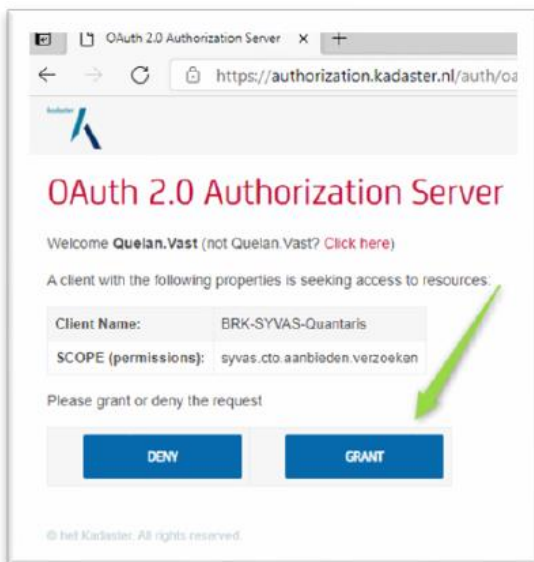 OAuth 2.0 Authorization Server
https://authorization.kadaster.nl/auth/oa
kadaster
OAuth 2.0 Authorization Server
Welcome Quelan.Vast (not Quelan.Vast? Click here)
A client with the following properties is seeking access to resources:
Client Name: BRK-SYVAS-Quantaris
SCOPE (permissions): syvas.cto.aanbieden.verzoeken
Please grant or deny the request
DENY GRANT
© het Kadaster. All rights reserved.